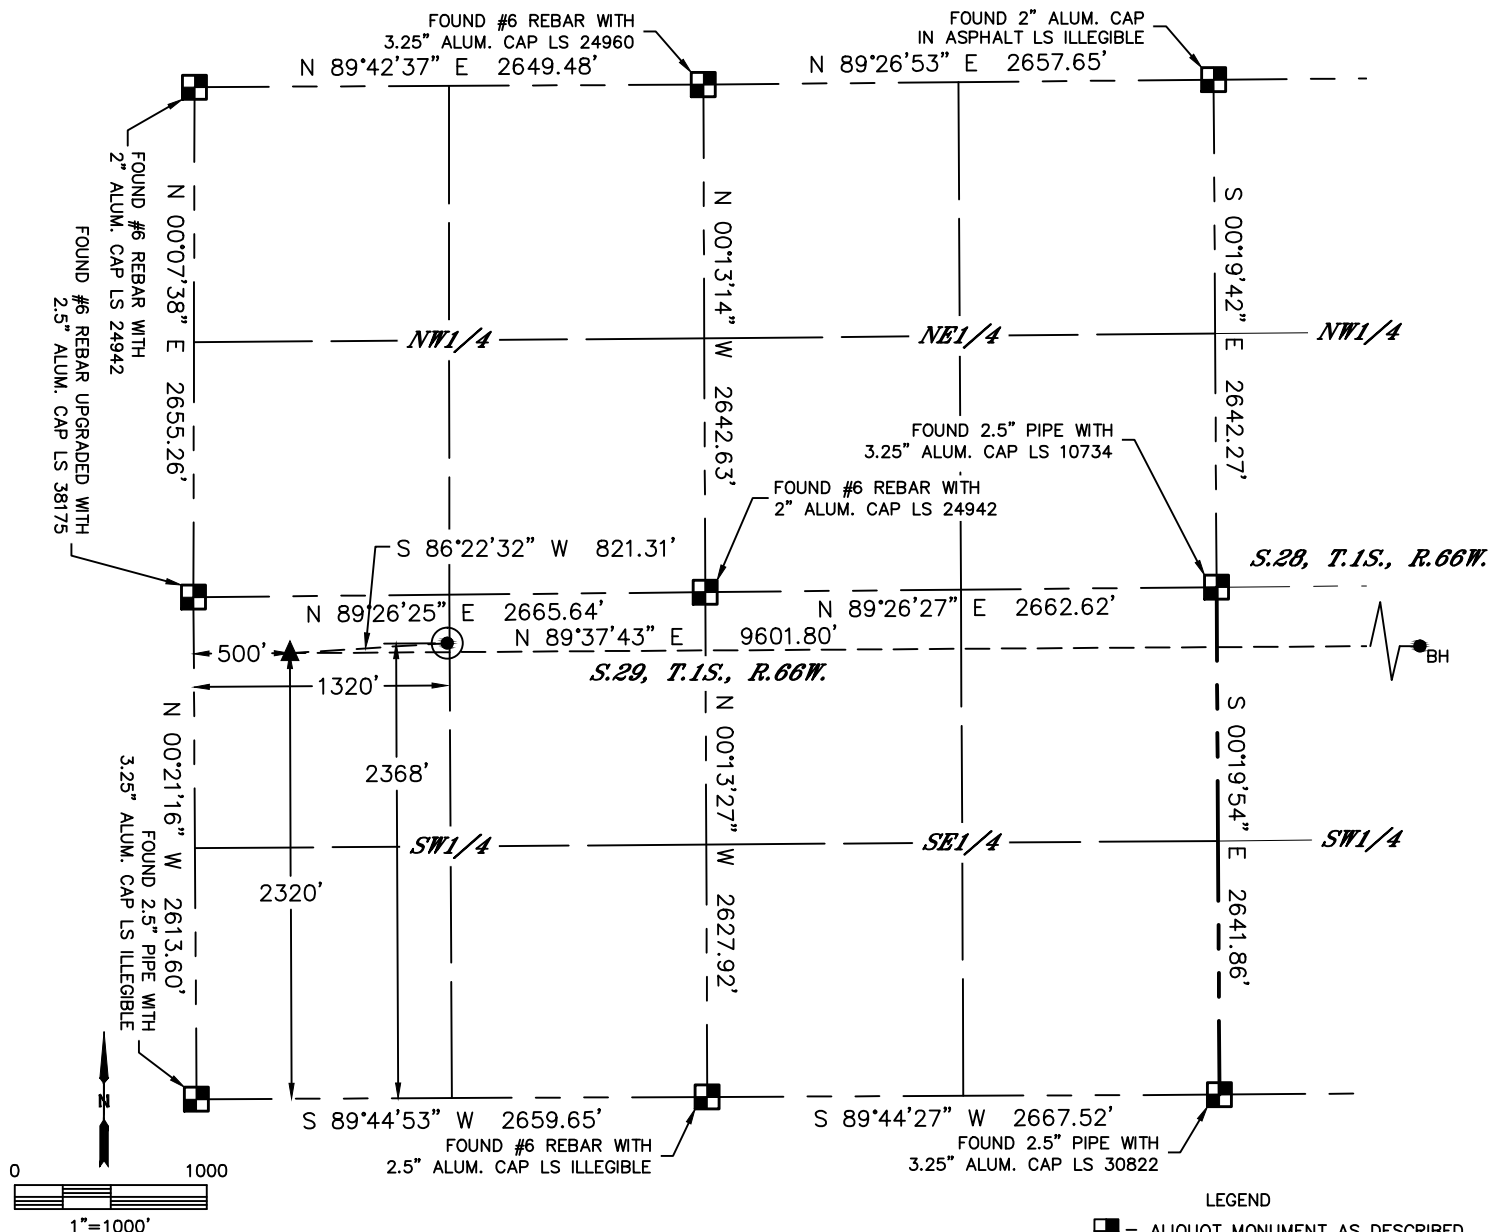 FOUND #6 REBAR WITH
3.25" ALUM. CAP LS 24960
N 89°42'37" E 2649.48'
FOUND 2" ALUM. CAP
IN ASPHALT LS ILLEGIBLE
N 89°26'53" E 2657.65'
FOUND #6 REBAR WITH
2" ALUM. CAP LS 24942
N 00°07'38" E 2655.26'
FOUND #6 REBAR UPGRADED WITH
2.5" ALUM. CAP LS 38175
N 00°13'14" W 2642.63'
S 00°19'42" E 2642.27'
NW1/4
NE1/4
NW1/4
FOUND 2.5" PIPE WITH
3.25" ALUM. CAP LS 10734
FOUND #6 REBAR WITH
2" ALUM. CAP LS 24942
S 86°22'32" W 821.31'
S.28, T.1S., R.66W.
N 89°26'25" E 2665.64'
N 89°26'27" E 2662.62'
N 89°37'43" E 9601.80'
500'
BH
S.29, T.1S., R.66W.
1320'
N 00°21'16" W 2613.60'
FOUND 2.5" PIPE WITH
3.25" ALUM. CAP LS ILLEGIBLE
2368'
N 00°13'27" W 2627.92'
S 00°19'54" E 2641.86'
SW1/4
SE1/4
SW1/4
2320'
N
S 89°44'53" W 2659.65'
S 89°44'27" W 2667.52'
FOUND #6 REBAR WITH
2.5" ALUM. CAP LS ILLEGIBLE
FOUND 2.5" PIPE WITH
3.25" ALUM. CAP LS 30822
0 1000
1"=1000'
LEGEND
= ALIQUOT MONUMENT AS DESCRIBED